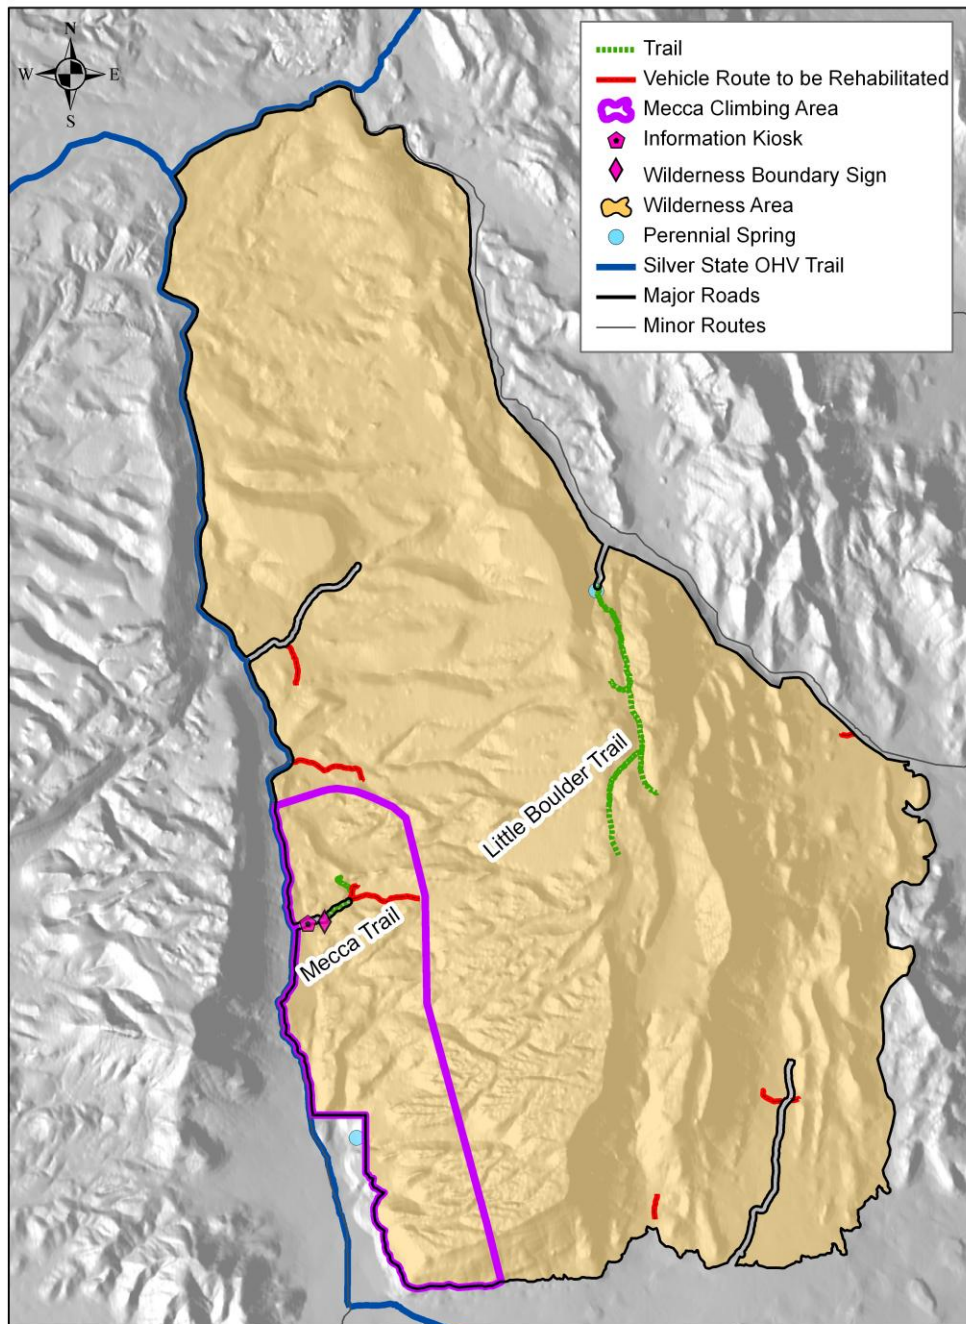 N
W E
S
Trail
Vehicle Route to be Rehabilitated
Mecca Climbing Area
Information Kiosk
Wilderness Boundary Sign
Wilderness Area
Perennial Spring
Silver State OHV Trail
Major Roads
Minor Routes
Little Boulder Trail
Mecca Trail